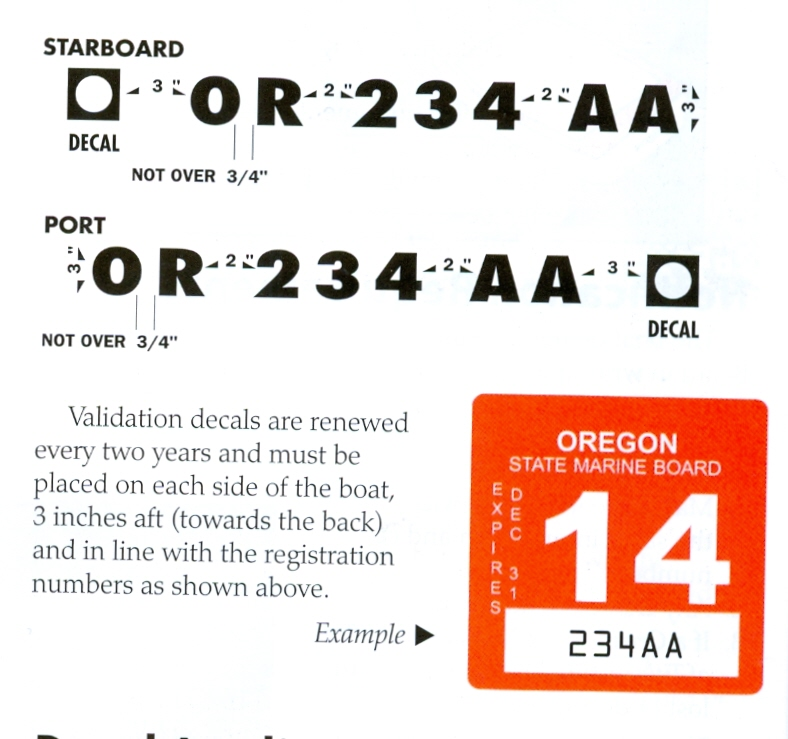 STARBOARD
3" OR 2" 234 2" AA 3"
DECAL
NOT OVER 3/4"
PORT
3" OR 2" 234 2" AA 3"
DECAL
NOT OVER 3/4"
Validation decals are renewed
every two years and must be
placed on each side of the boat,
3 inches aft (towards the back)
and in line with the registration
numbers as shown above.
Example ▶
OREGON
STATE MARINE BOARD
EXPIRES
DEC 31
14
234AA